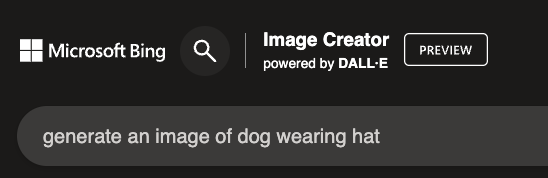 Microsoft Bing
Image Creator
powered by DALL·E
PREVIEW
generate an image of dog wearing hat